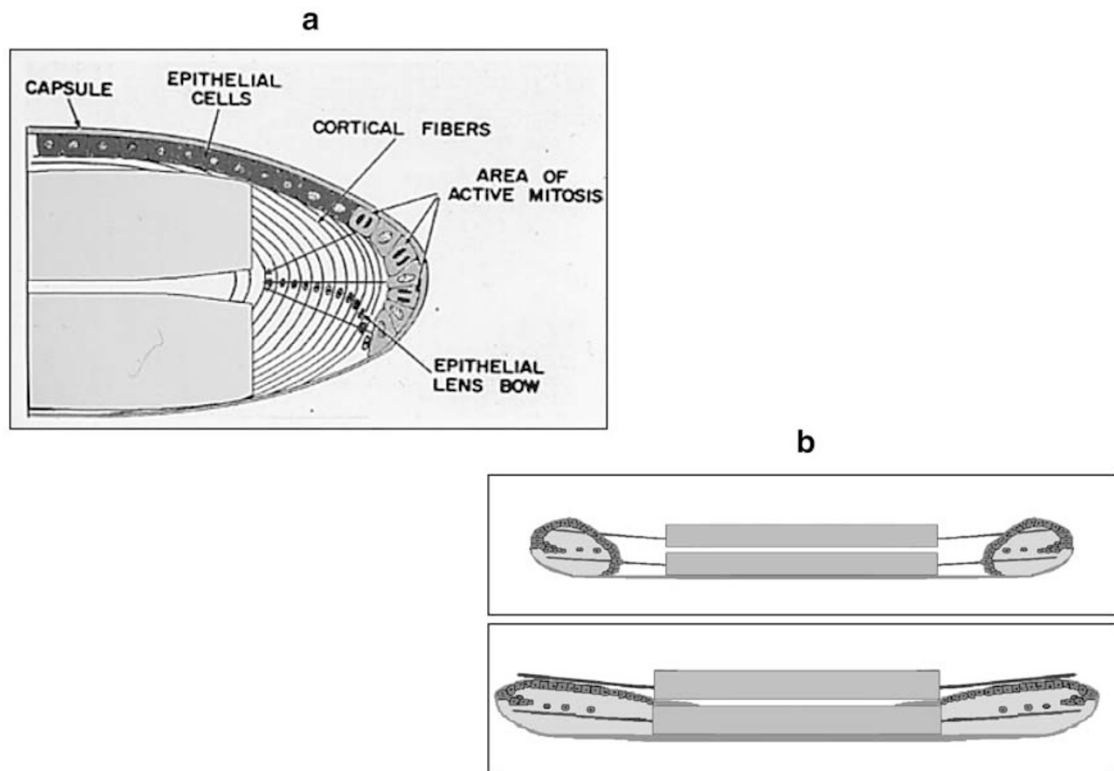 a
CAPSULE
EPITHELIAL
CELLS
CORTICAL FIBERS
AREA OF
ACTIVE MITOSIS
EPITHELIAL
LENS BOW
b